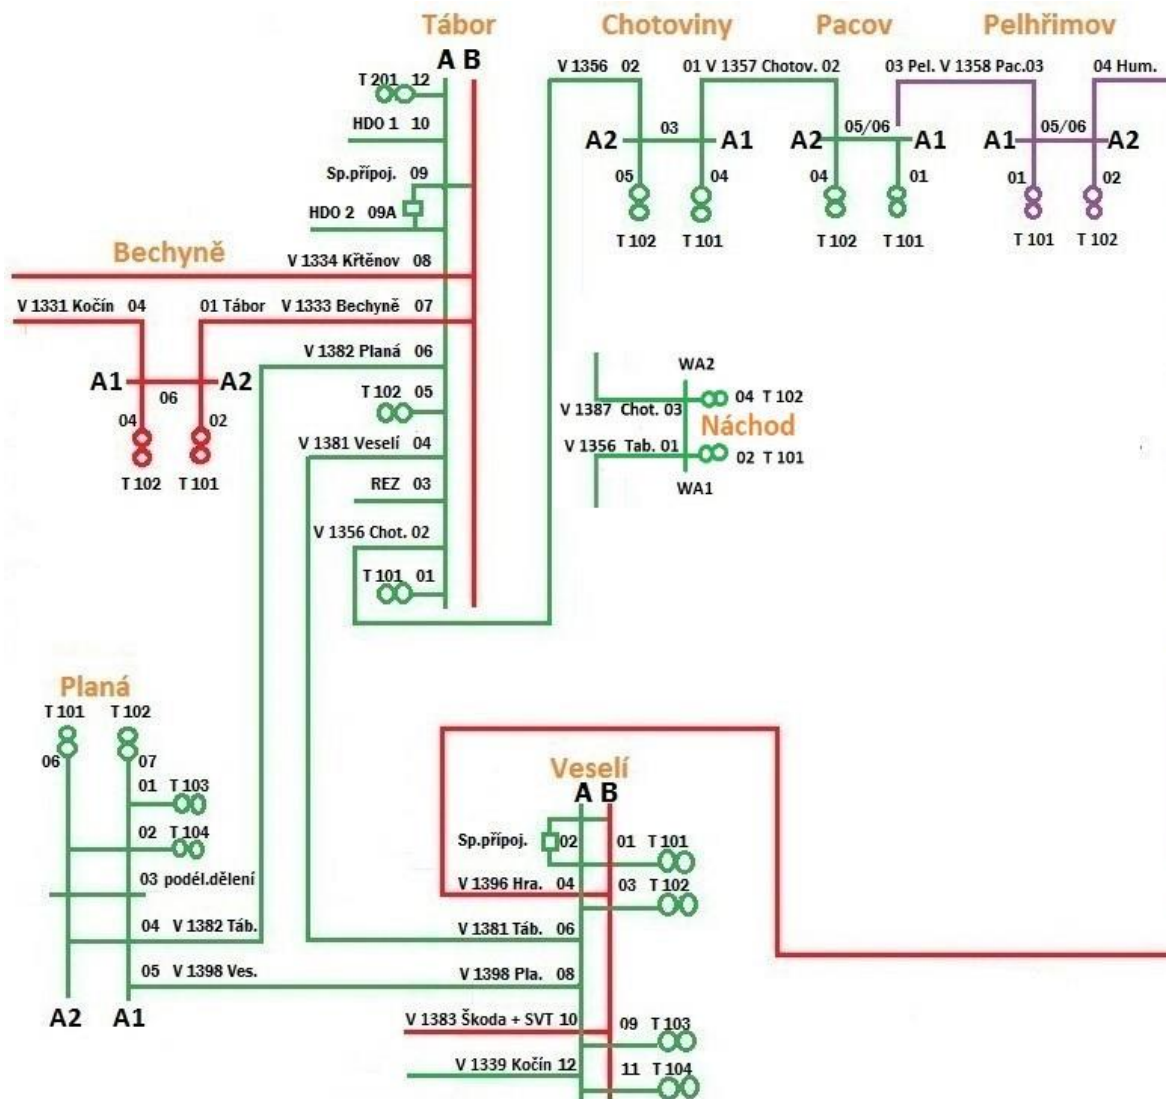 Tábor
A B
T 201 12
HDO 1 10
Sp.přípoj. 09
HDO 2 09A
V 1334 Křtěnov 08
V 1333 Bechyně 07
V 1382 Planá 06
T 102 05
V 1381 Veselí 04
REZ 03
V 1356 Chot. 02
T 101 01
Chotoviny
V 1356 02
01 V 1357 Chotov. 02
A2 03 A1
05 04
T 102 T 101
Pacov
03 Pel. V 1358 Pac.03
A2 05/06 A1
04 01
T 102 T 101
Pelhřimov
04 Hum.
A1 05/06 A2
01 02
T 101 T 102
Bechyně
V 1331 Kočín 04
01 Tábor
A1 06 A2
04 02
T 102 T 101
WA2
04 T 102
V 1387 Chot. 03
Náchod
V 1356 Tab. 01
02 T 101
WA1
Planá
T 101 T 102
06 07
01 T 103
02 T 104
03 podél.dělení
04 V 1382 Táb.
05 V 1398 Ves.
A2 A1
Veselí
A B
Sp.přípoj. 02
01 T 101
V 1396 Hra. 04
03 T 102
V 1381 Táb. 06
V 1398 Pla. 08
V 1383 Škoda + SVT 10
09 T 103
V 1339 Kočín 12
11 T 104